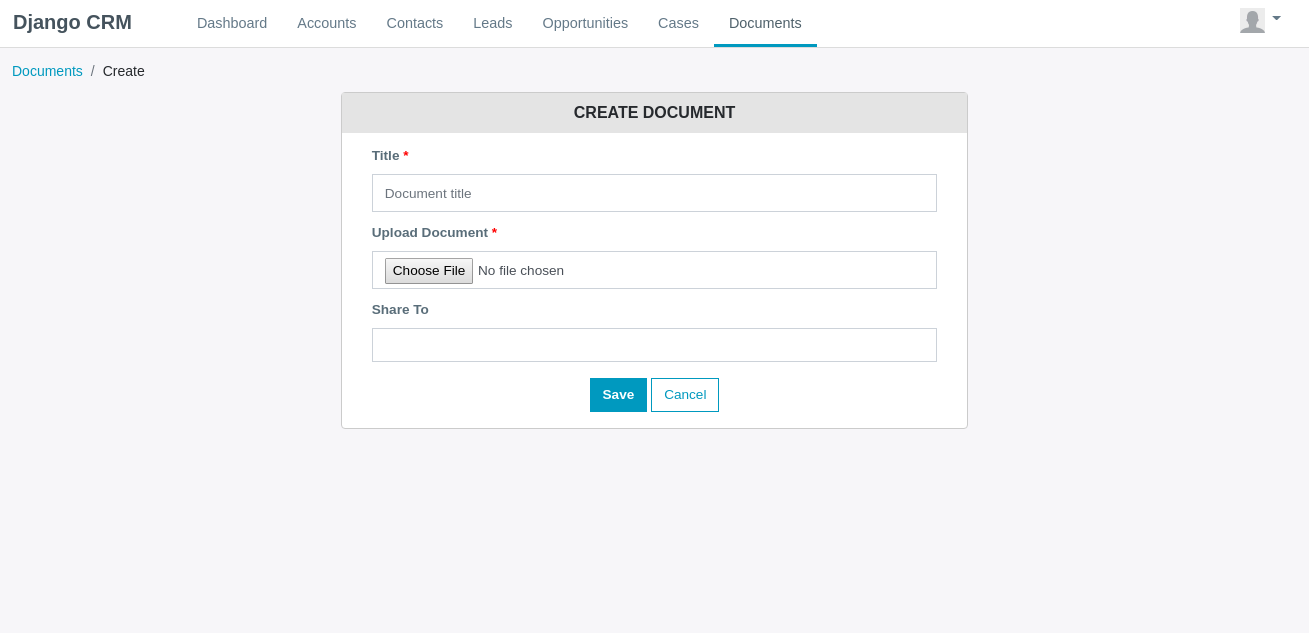 Django CRM Dashboard Accounts Contacts Leads Opportunities Cases Documents
Documents / Create
CREATE DOCUMENT
Title *
Document title
Upload Document *
Choose File No file chosen
Share To
Save Cancel